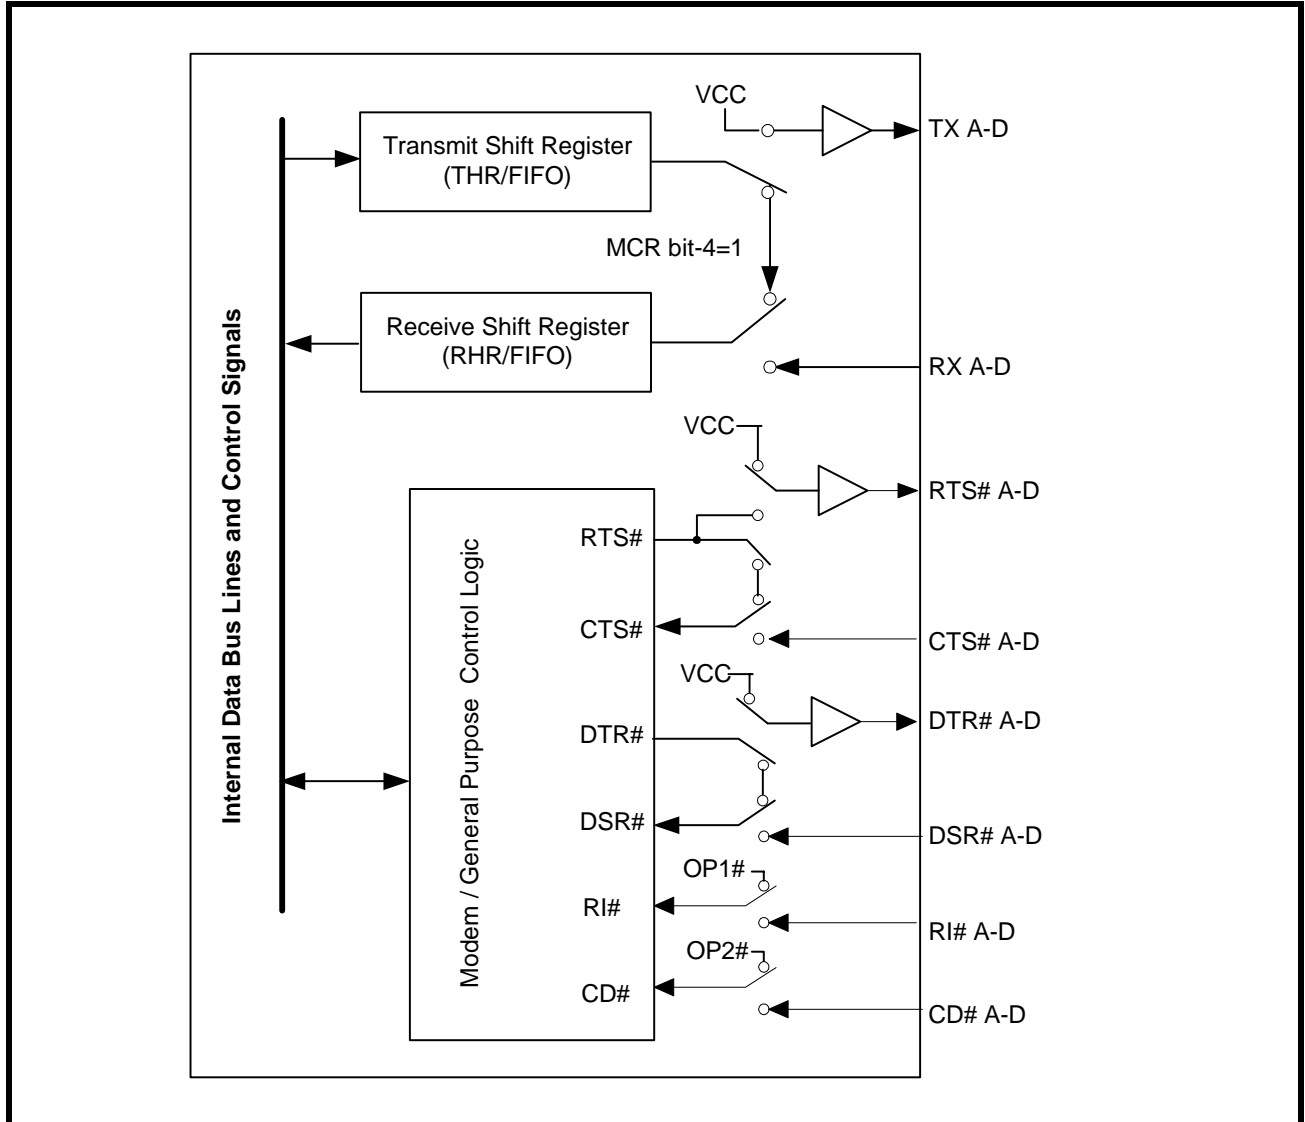 VCC
TX A-D
Transmit Shift Register
(THR/FIFO)
MCR bit-4=1
Receive Shift Register
(RHR/FIFO)
RX A-D
Internal Data Bus Lines and Control Signals
VCC
RTS# A-D
Modem / General Purpose Control Logic
RTS#
CTS#
CTS# A-D
VCC
DTR# A-D
DTR#
DSR#
DSR# A-D
OP1#
RI#
RI# A-D
OP2#
CD#
CD# A-D